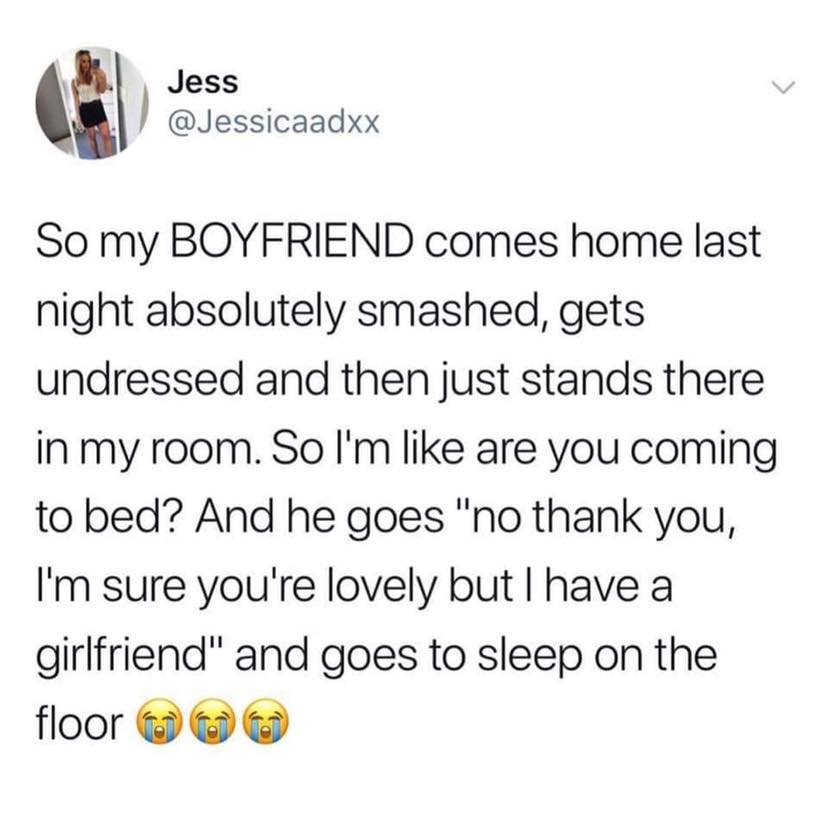 Jess
@Jessicaadxx
So my BOYFRIEND comes home last
night absolutely smashed, gets
undressed and then just stands there
in my room. So I'm like are you coming
to bed? And he goes "no thank you,
I'm sure you're lovely but I have a
girlfriend" and goes to sleep on the
floor 😭😭😭